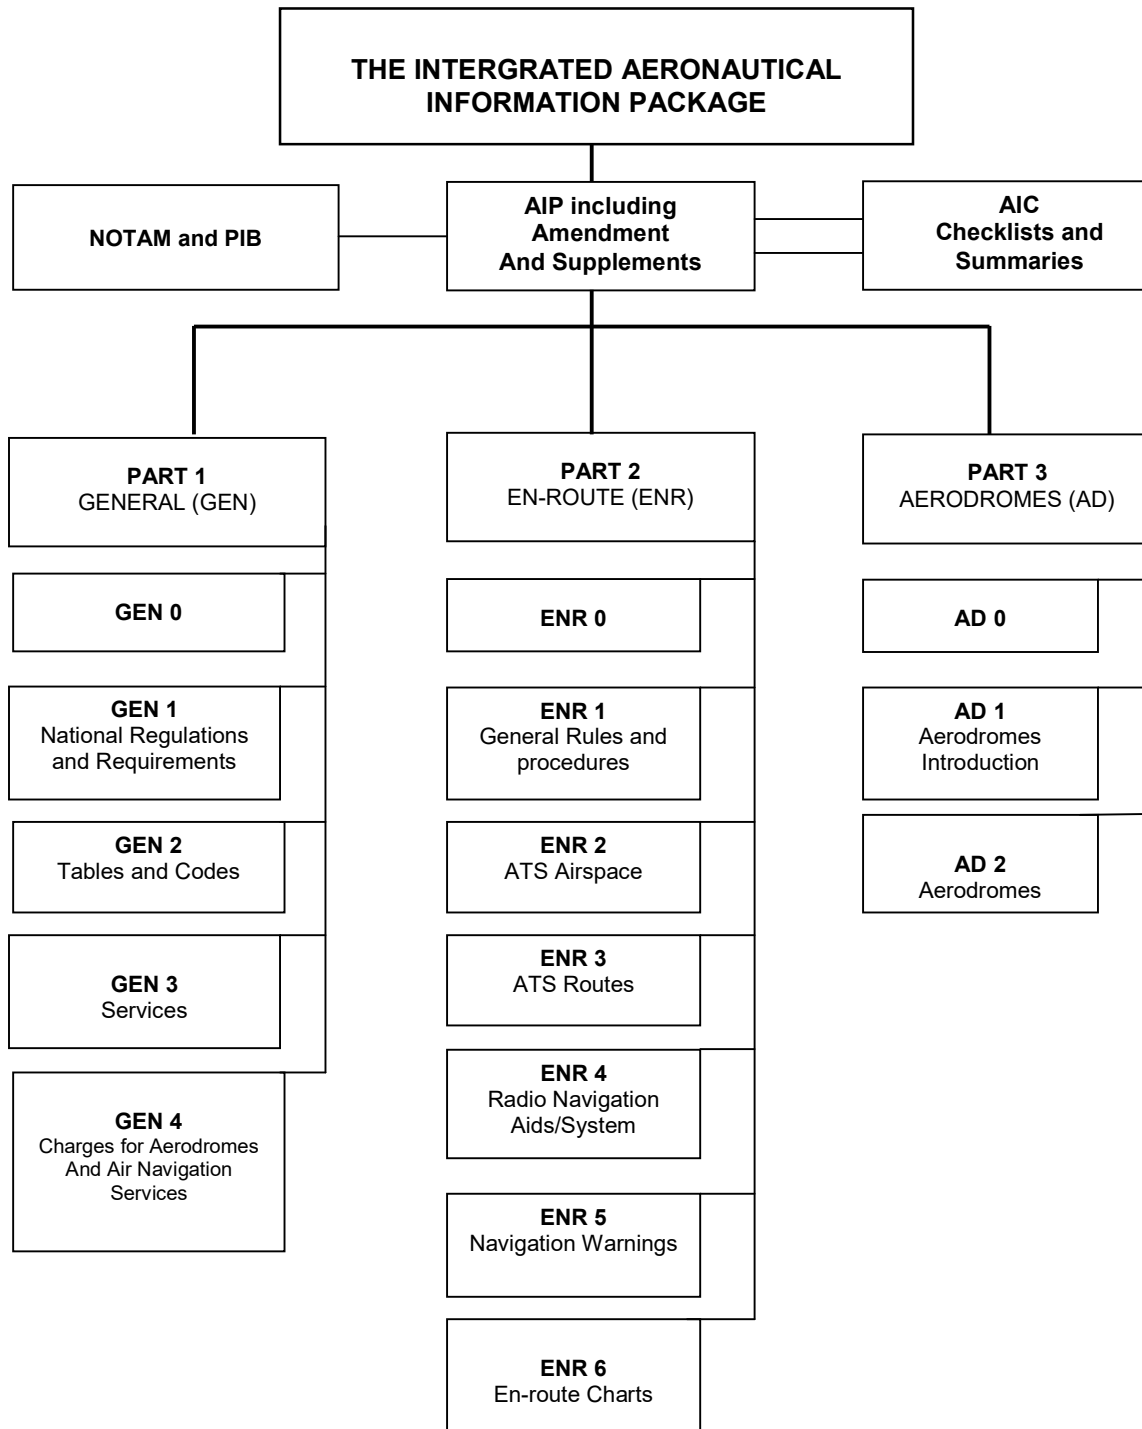 THE INTERGRATED AERONAUTICAL
INFORMATION PACKAGE
NOTAM and PIB
AIP including
Amendment
And Supplements
AIC
Checklists and
Summaries
PART 1
GENERAL (GEN)
GEN 0
GEN 1
National Regulations
and Requirements
GEN 2
Tables and Codes
GEN 3
Services
GEN 4
Charges for Aerodromes
And Air Navigation
Services
PART 2
EN-ROUTE (ENR)
ENR 0
ENR 1
General Rules and
procedures
ENR 2
ATS Airspace
ENR 3
ATS Routes
ENR 4
Radio Navigation
Aids/System
ENR 5
Navigation Warnings
ENR 6
En-route Charts
PART 3
AERODROMES (AD)
AD 0
AD 1
Aerodromes
Introduction
AD 2
Aerodromes